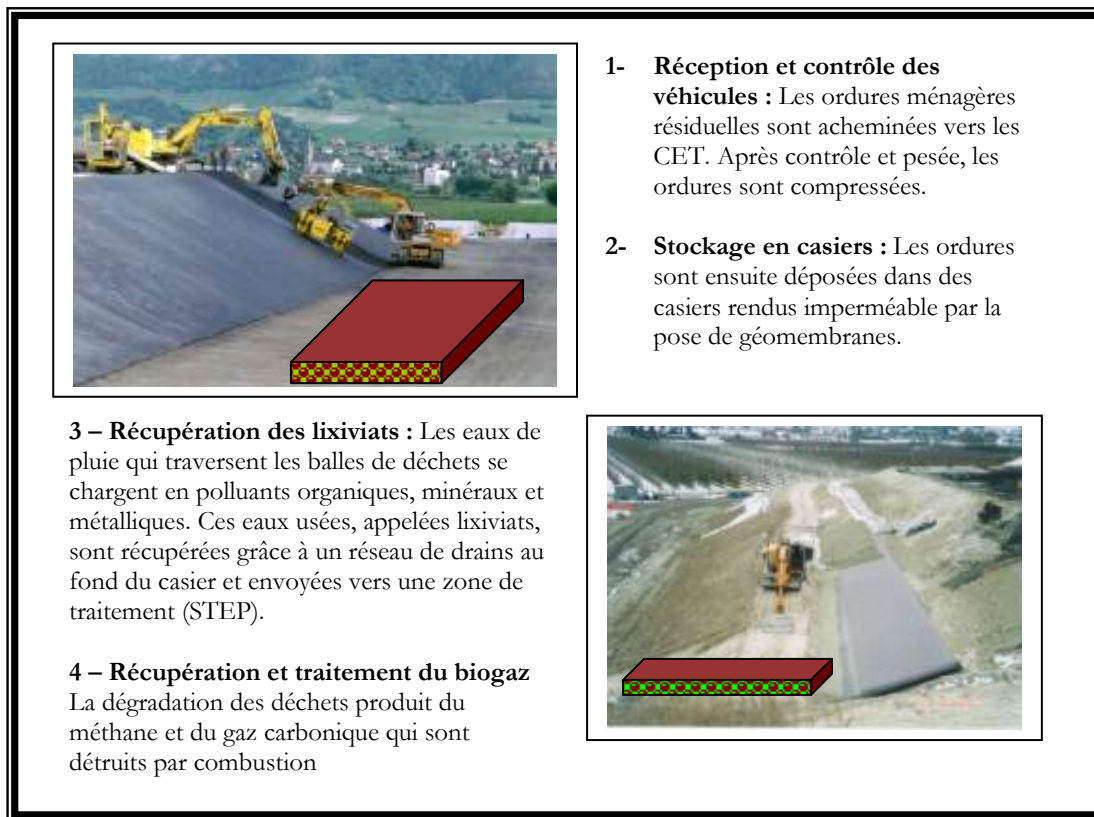 1- Réception et contrôle des
véhicules : Les ordures ménagères
résiduelles sont acheminées vers les
CET. Après contrôle et pesée, les
ordures sont compressées.
2- Stockage en casiers : Les ordures
sont ensuite déposées dans des
casiers rendus imperméable par la
pose de géomembranes.
3 – Récupération des lixiviats : Les eaux de
pluie qui traversent les balles de déchets se
chargent en polluants organiques, minéraux et
métalliques. Ces eaux usées, appelées lixiviats,
sont récupérées grâce à un réseau de drains au
fond du casier et envoyées vers une zone de
traitement (STEP).
4 – Récupération et traitement du biogaz
La dégradation des déchets produit du
méthane et du gaz carbonique qui sont
détruits par combustion